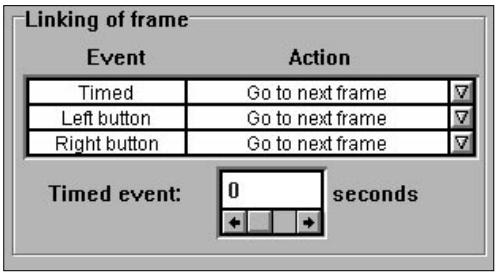 Linking of frame
Event Action
Timed Go to next frame
Left button Go to next frame
Right button Go to next frame
Timed event: 0 seconds